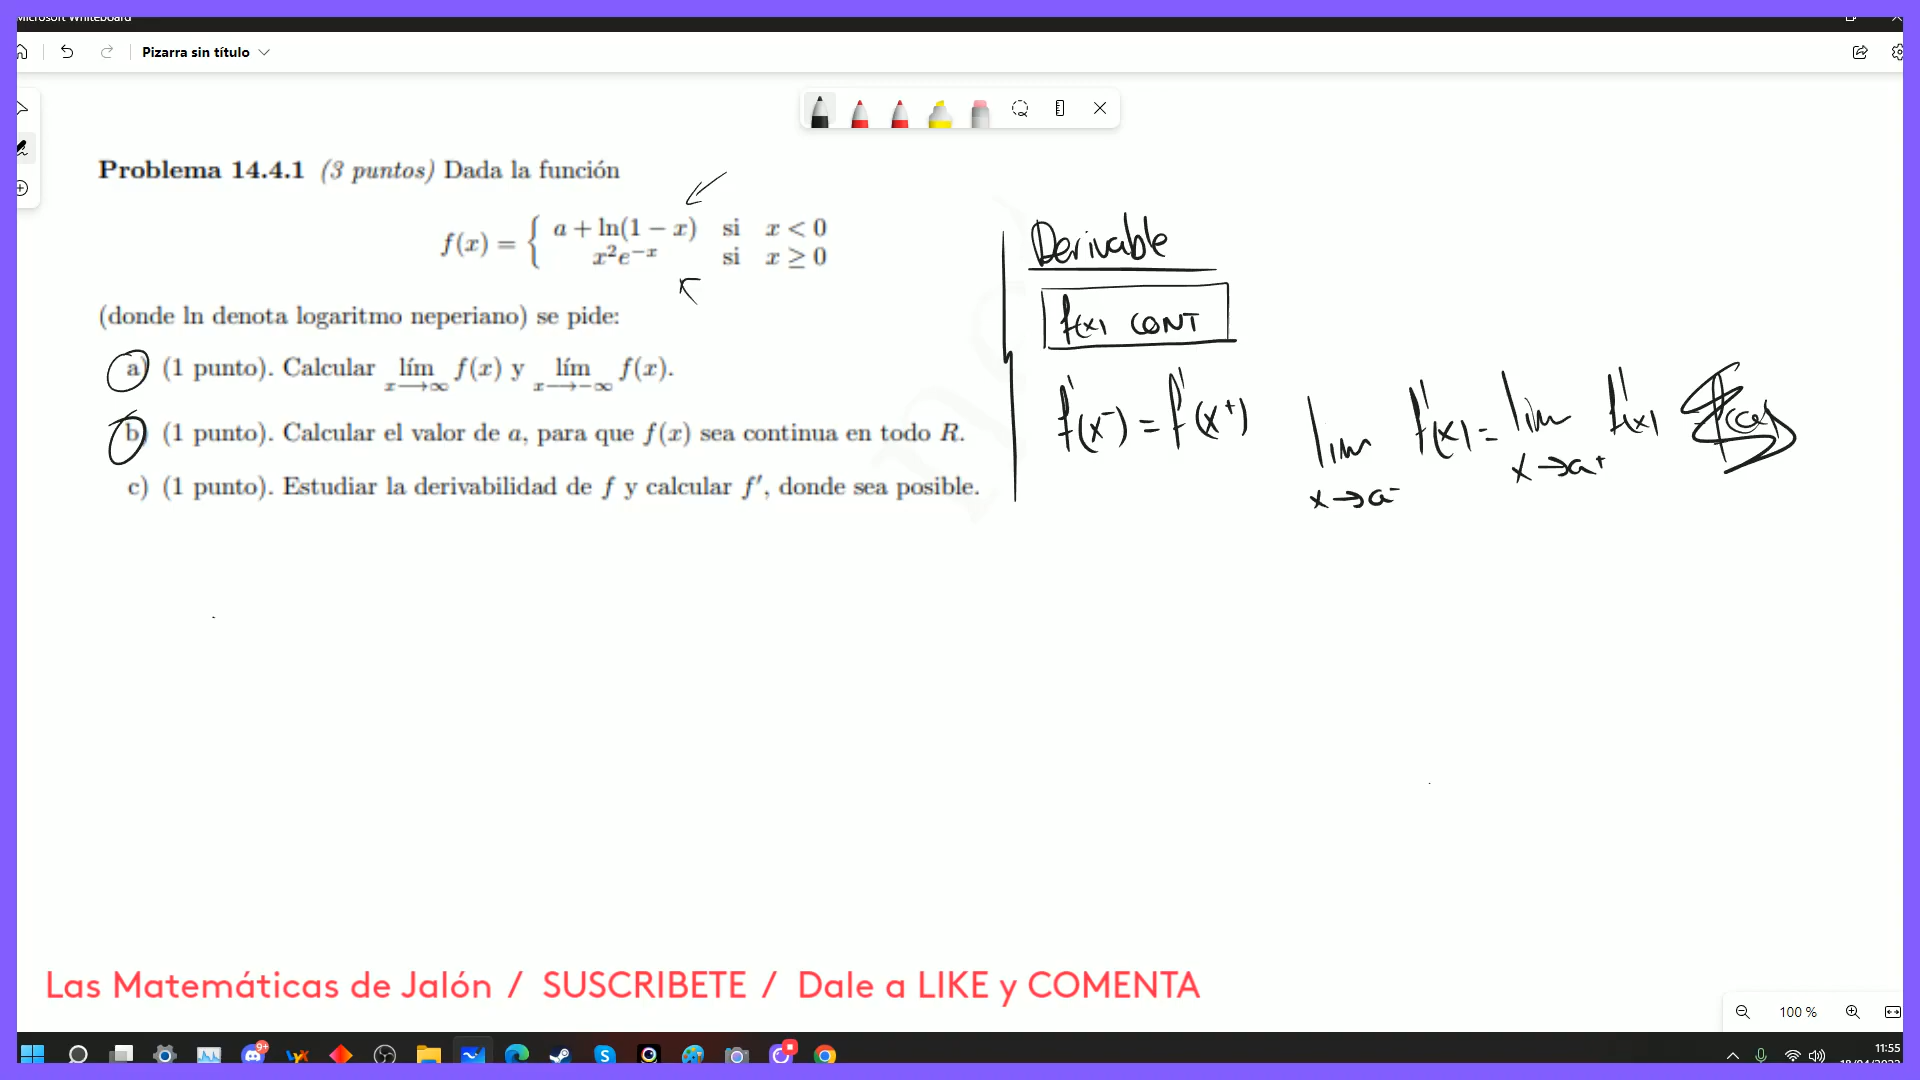 Microsoft Whiteboard
Pizarra sin título
Problema 14.4.1 (3 puntos) Dada la función
f(x) = { a + ln(1 − x) si x < 0
x²e⁻ˣ si x ≥ 0
(donde ln denota logaritmo neperiano) se pide:
a) (1 punto). Calcular lím x⟶∞ f(x) y lím x⟶−∞ f(x).
b) (1 punto). Calcular el valor de a, para que f(x) sea continua en todo R.
c) (1 punto). Estudiar la derivabilidad de f y calcular f′, donde sea posible.
Derivable
f(x) CONT
f'(x⁻) = f'(x⁺)
lim x→a⁻ f'(x) = lim x→a⁺ f'(x)
Las Matemáticas de Jalón / SUSCRIBETE / Dale a LIKE y COMENTA
100 %
9+
11:55